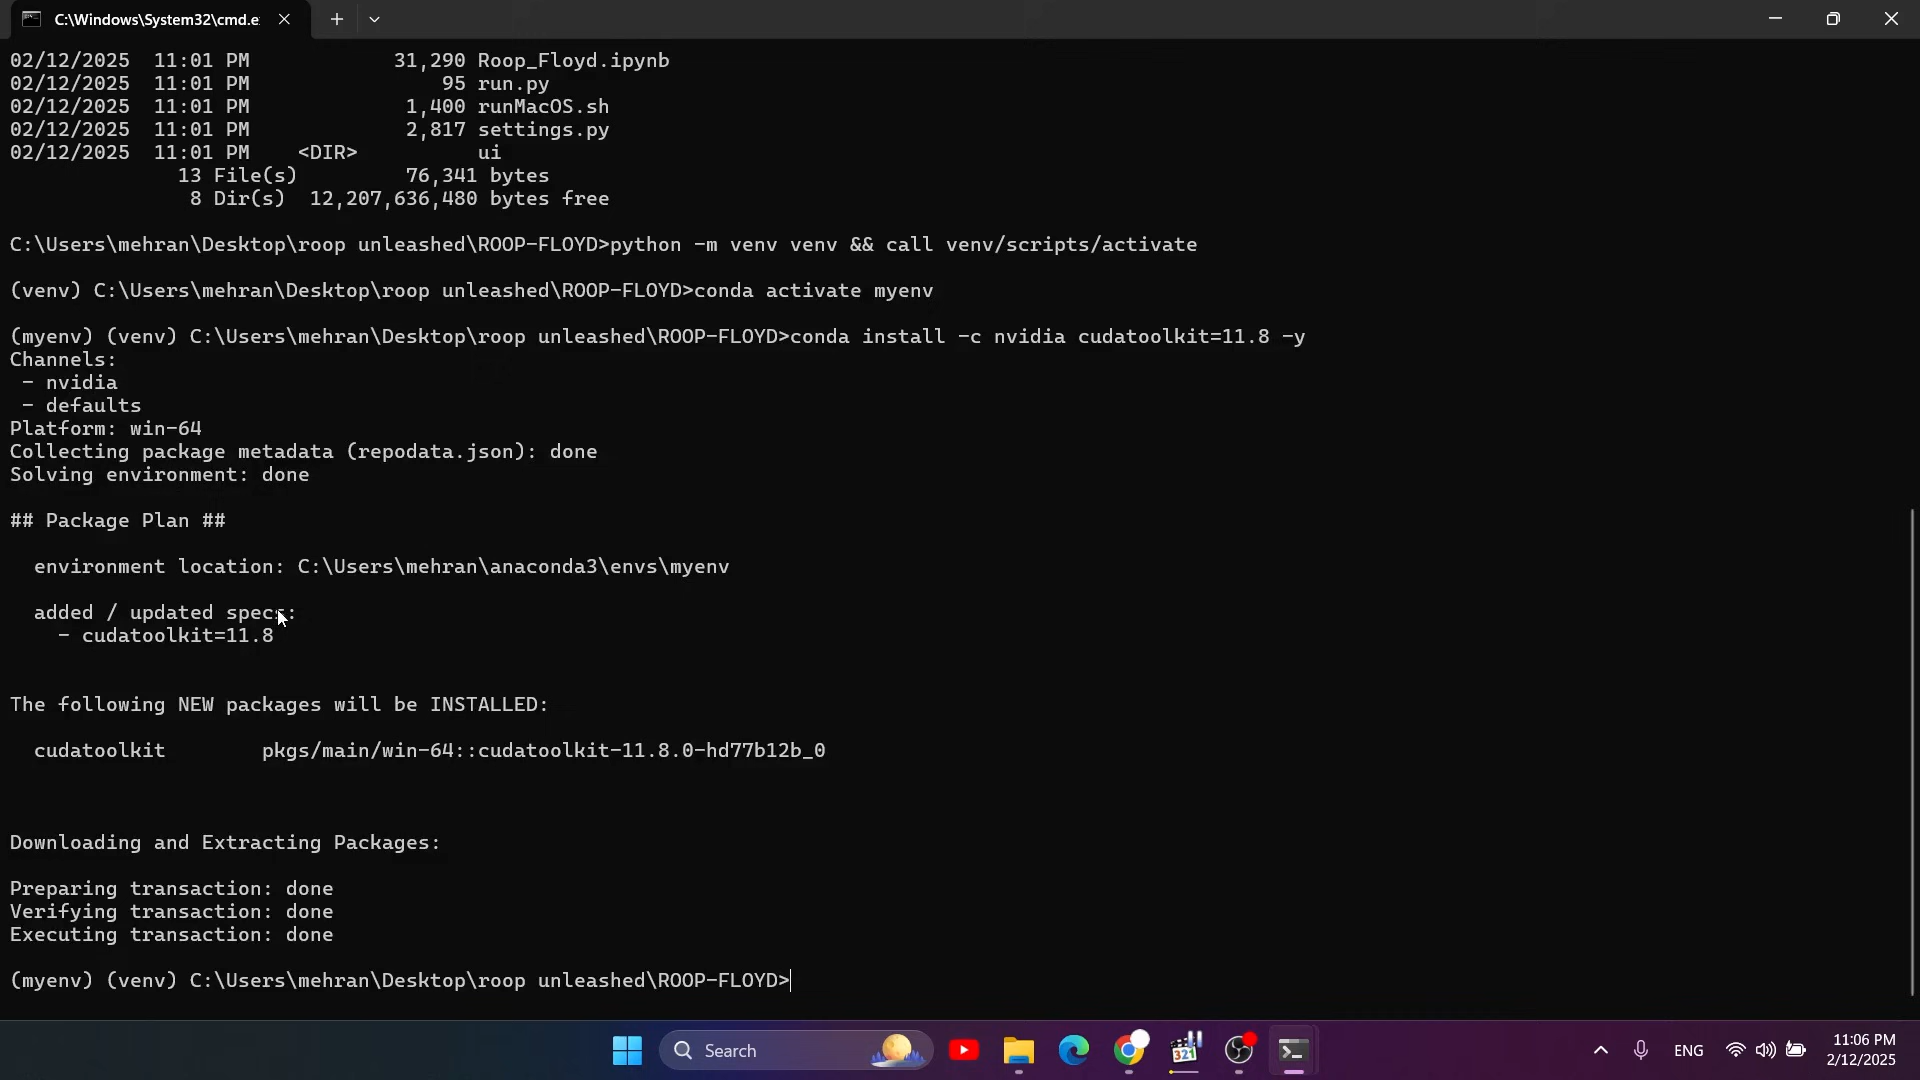 C:\Windows\System32\cmd.e
02/12/2025  11:01 PM            31,290 Roop_Floyd.ipynb
02/12/2025  11:01 PM                95 run.py
02/12/2025  11:01 PM             1,400 runMacOS.sh
02/12/2025  11:01 PM             2,817 settings.py
02/12/2025  11:01 PM    <DIR>          ui
              13 File(s)         76,341 bytes
               8 Dir(s)  12,207,636,480 bytes free
C:\Users\mehran\Desktop\roop unleashed\ROOP-FLOYD>python -m venv venv && call venv/scripts/activate
(venv) C:\Users\mehran\Desktop\roop unleashed\ROOP-FLOYD>conda activate myenv
(myenv) (venv) C:\Users\mehran\Desktop\roop unleashed\ROOP-FLOYD>conda install -c nvidia cudatoolkit=11.8 -y
Channels:
 - nvidia
 - defaults
Platform: win-64
Collecting package metadata (repodata.json): done
Solving environment: done
## Package Plan ##
  environment location: C:\Users\mehran\anaconda3\envs\myenv
  added / updated specs:
    - cudatoolkit=11.8
The following NEW packages will be INSTALLED:
  cudatoolkit        pkgs/main/win-64::cudatoolkit-11.8.0-hd77b12b_0
Downloading and Extracting Packages:
Preparing transaction: done
Verifying transaction: done
Executing transaction: done
(myenv) (venv) C:\Users\mehran\Desktop\roop unleashed\ROOP-FLOYD>
Search
321
ENG
11:06 PM
2/12/2025